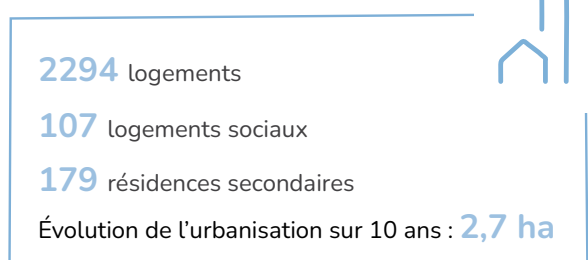 2294 logements
107 logements sociaux
179 résidences secondaires
Évolution de l’urbanisation sur 10 ans : 2,7 ha